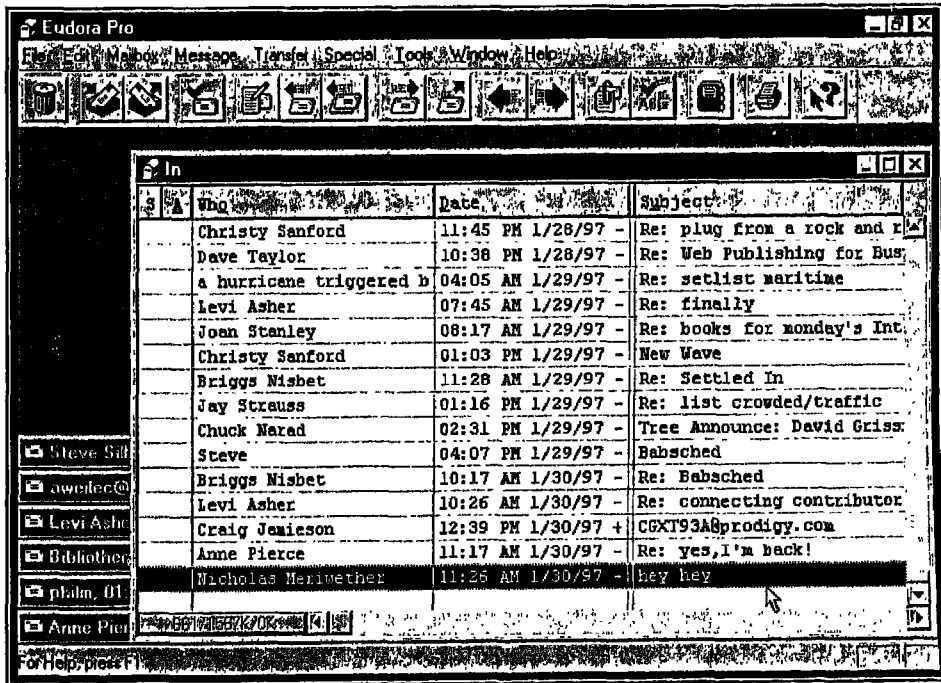 Eudora Pro
File Edit Mailbox Message Transfer Special Tools Window Help
In
S Who Date Subject
Christy Sanford 11:45 PM 1/28/97 - Re: plug from a rock and r
Dave Taylor 10:38 PM 1/28/97 - Re: Web Publishing for Bus
a hurricane triggered b 04:05 AM 1/29/97 - Re: setlist maritime
Levi Asher 07:45 AM 1/29/97 - Re: finally
Joan Stanley 08:17 AM 1/29/97 - Re: books for monday's Int
Christy Sanford 01:03 PM 1/29/97 - New Wave
Briggs Nisbet 11:28 AM 1/29/97 - Re: Settled In
Jay Strauss 01:16 PM 1/29/97 - Re: list crowded/traffic
Chuck Narad 02:31 PM 1/29/97 - Tree Announce: David Griss
Steve 04:07 PM 1/29/97 - Babsched
Briggs Nisbet 10:17 AM 1/30/97 - Re: Babsched
Levi Asher 10:26 AM 1/30/97 - Re: connecting contributor
Craig Jamieson 12:39 PM 1/30/97 + CGXT93A@prodigy.com
Anne Pierce 11:17 AM 1/30/97 - Re: yes,I'm back!
Nicholas Meriwether 11:26 AM 1/30/97 - hey hey
Steve Sil
Levi Ashe
Bibliothec
philm, 01:
Anne Pier
For Help, press F1